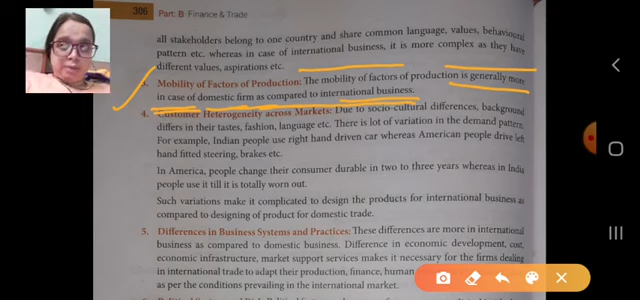 306 Part: B Finance & Trade
all stakeholders belong to one country and share common language, values, behavioural
pattern etc. whereas in case of international business, it is more complex as they have
different values, aspirations etc.
3. Mobility of Factors of Production: The mobility of factors of production is generally more
in case of domestic firm as compared to international business.
4. Customer Heterogeneity across Markets: Due to socio-cultural differences, background
differs in their tastes, fashion, language etc. There is lot of variation in the demand pattern.
For example, Indian people use right hand driven car whereas American people drive left
hand fitted steering, brakes etc.
In America, people change their consumer durable in two to three years whereas in India
people use it till it is totally worn out.
Such variations make it complicated to design the products for international business as
compared to designing of product for domestic trade.
5. Differences in Business Systems and Practices: These differences are more in international
business as compared to domestic business. Difference in economic development, cost,
economic infrastructure, market support services makes it necessary for the firms dealing
in international trade to adapt their production, finance, human
as per the conditions prevailing in the international market.